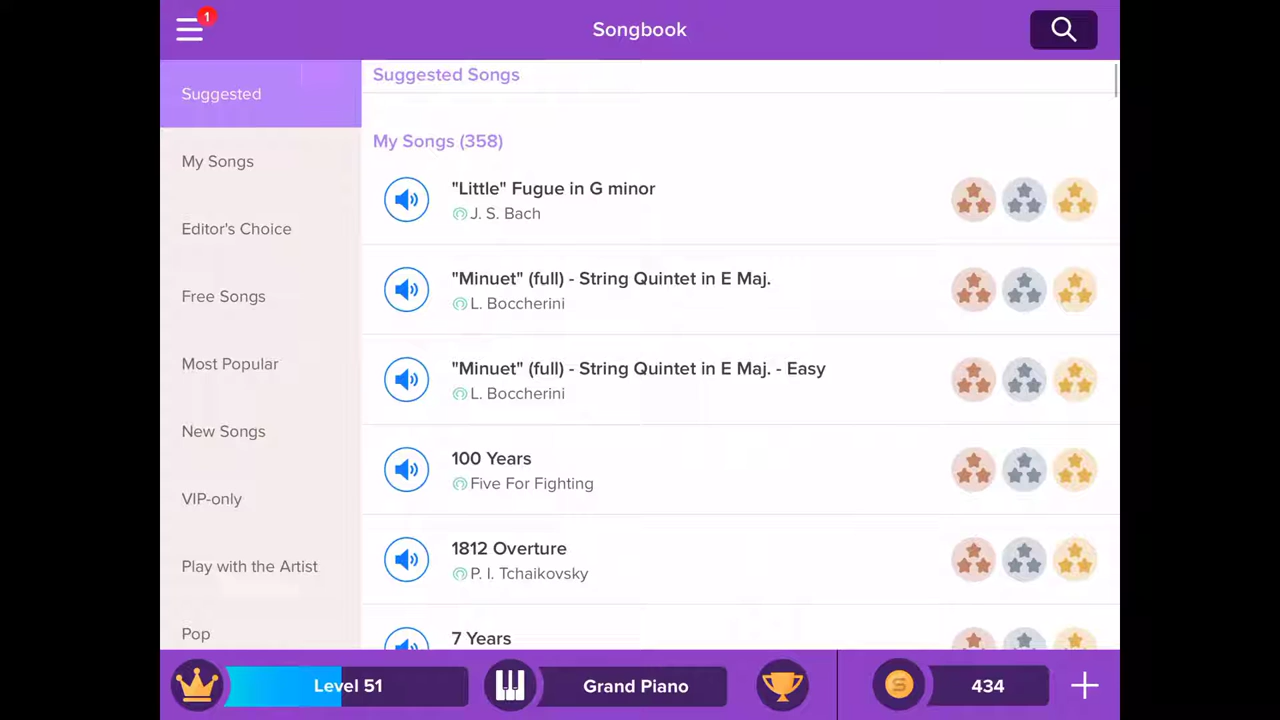 1
Songbook
Suggested
My Songs
Editor's Choice
Free Songs
Most Popular
New Songs
VIP-only
Play with the Artist
Pop
Suggested Songs
My Songs (358)
"Little" Fugue in G minor
J. S. Bach
"Minuet" (full) - String Quintet in E Maj.
L. Boccherini
"Minuet" (full) - String Quintet in E Maj. - Easy
L. Boccherini
100 Years
Five For Fighting
1812 Overture
P. I. Tchaikovsky
7 Years
Level 51
Grand Piano
S
434